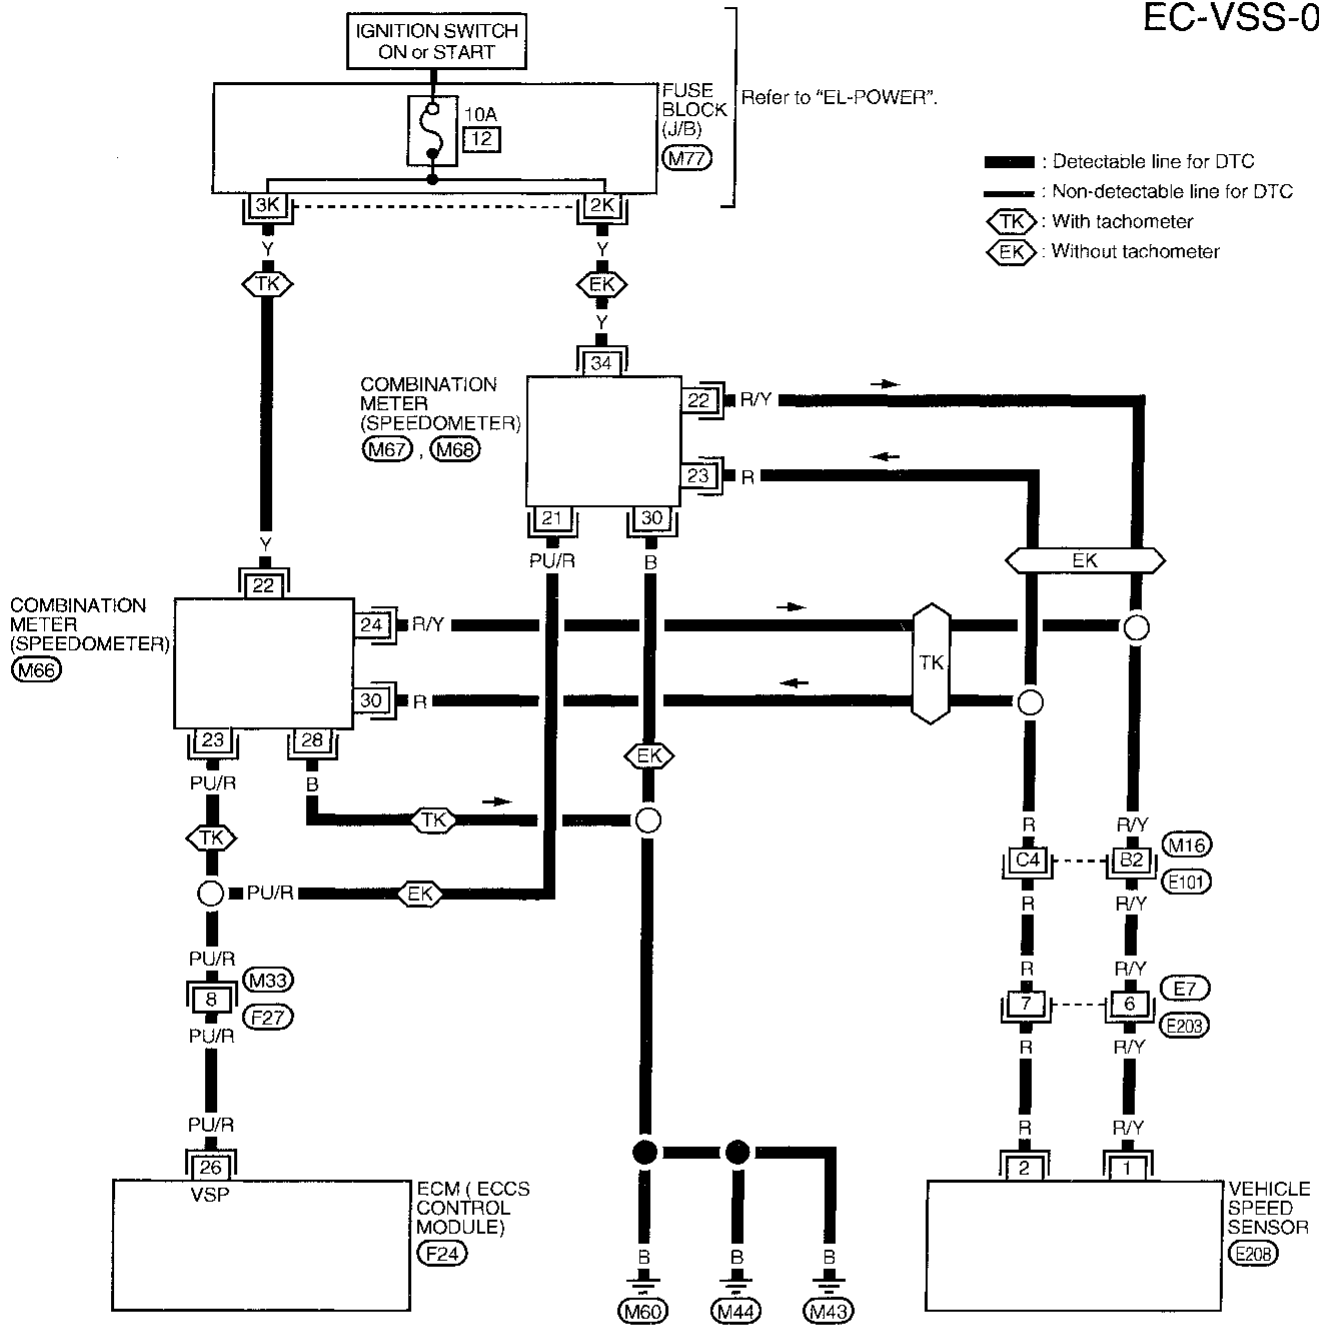 EC-VSS-0
IGNITION SWITCH
ON or START
FUSE
BLOCK
(J/B)
M77
Refer to "EL-POWER".
10A
12
: Detectable line for DTC
: Non-detectable line for DTC
TK : With tachometer
EK : Without tachometer
3K
2K
Y
Y
TK
EK
Y
34
COMBINATION
METER
(SPEEDOMETER)
M67 , M68
22
R/Y
23
R
21
30
PU/R
B
Y
22
EK
COMBINATION
METER
(SPEEDOMETER)
M66
24
R/Y
TK
30
R
23
28
EK
PU/R
B
TK
TK
R
R/Y
M16
C4
B2
E101
PU/R
EK
R
R/Y
PU/R
M33
8
F27
PU/R
R
R/Y
E7
7
6
E203
R
R/Y
PU/R
R
R/Y
26
VSP
2
1
ECM ( ECCS
CONTROL
MODULE)
F24
VEHICLE
SPEED
SENSOR
E208
B
B
B
M60
M44
M43